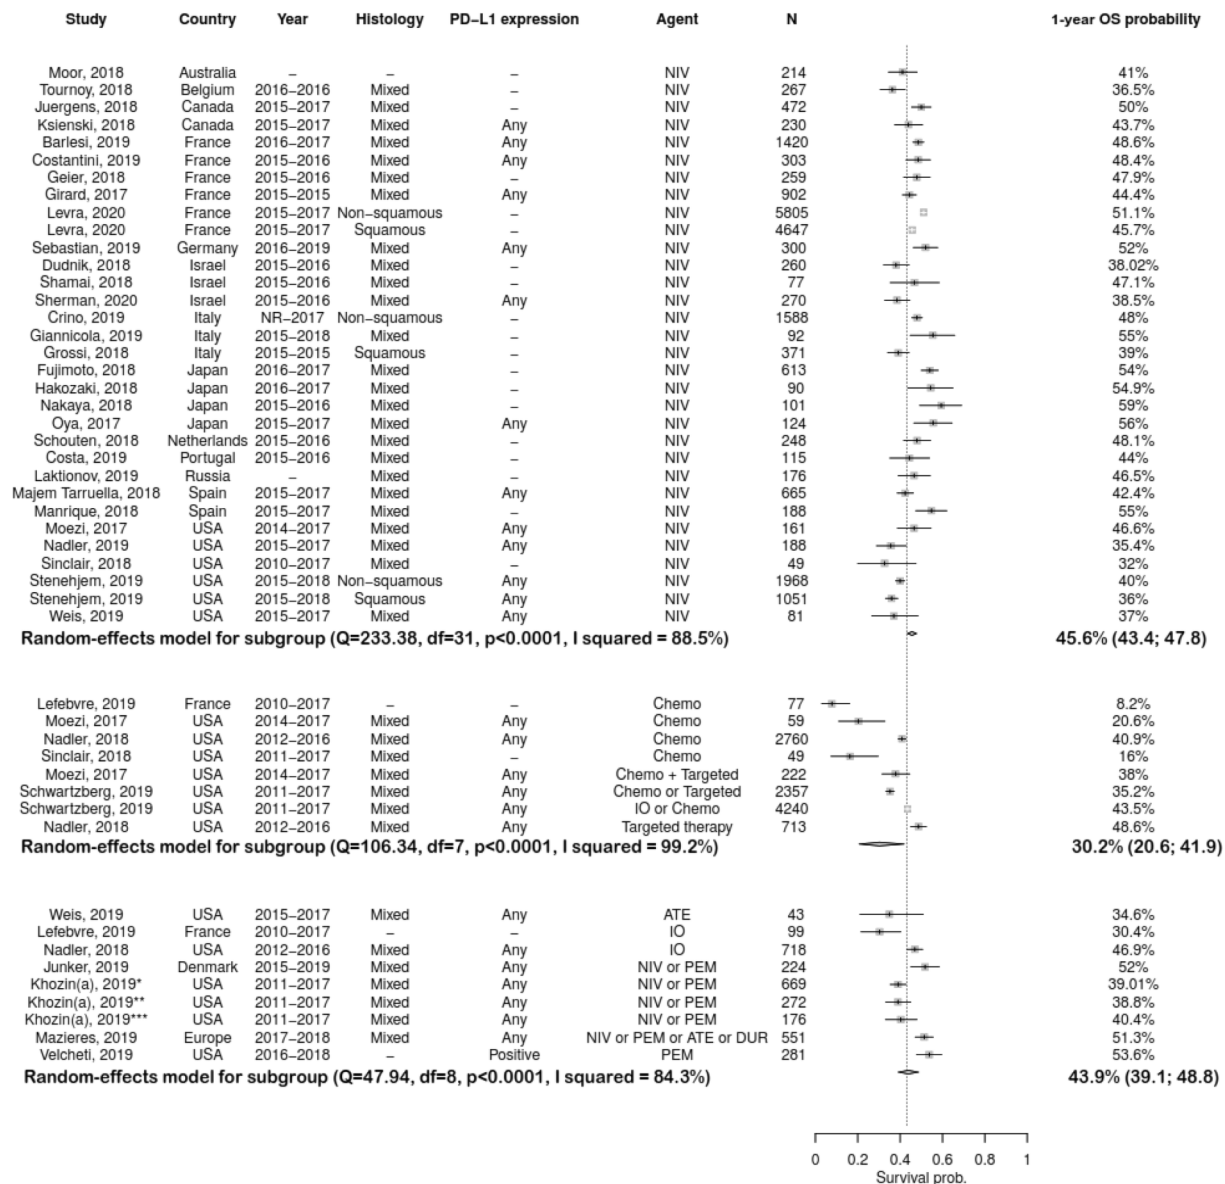 Study Country Year Histology PD–L1 expression Agent N 1-year OS probability
Moor, 2018 Australia – – – NIV 214 41%
Tournoy, 2018 Belgium 2016–2016 Mixed – NIV 267 36.5%
Juergens, 2018 Canada 2015–2017 Mixed – NIV 472 50%
Ksienski, 2018 Canada 2015–2017 Mixed Any NIV 230 43.7%
Barlesi, 2019 France 2016–2017 Mixed Any NIV 1420 48.6%
Costantini, 2019 France 2015–2016 Mixed Any NIV 303 48.4%
Geier, 2018 France 2015–2016 Mixed – NIV 259 47.9%
Girard, 2017 France 2015–2015 Mixed Any NIV 902 44.4%
Levra, 2020 France 2015–2017 Non–squamous – NIV 5805 51.1%
Levra, 2020 France 2015–2017 Squamous – NIV 4647 45.7%
Sebastian, 2019 Germany 2016–2019 Mixed Any NIV 300 52%
Dudnik, 2018 Israel 2015–2016 Mixed – NIV 260 38.02%
Shamai, 2018 Israel 2015–2016 Mixed – NIV 77 47.1%
Sherman, 2020 Israel 2015–2016 Mixed Any NIV 270 38.5%
Crino, 2019 Italy NR–2017 Non–squamous – NIV 1588 48%
Giannicola, 2019 Italy 2015–2018 Mixed – NIV 92 55%
Grossi, 2018 Italy 2015–2015 Squamous – NIV 371 39%
Fujimoto, 2018 Japan 2016–2017 Mixed – NIV 613 54%
Hakozaki, 2018 Japan 2016–2017 Mixed – NIV 90 54.9%
Nakaya, 2018 Japan 2015–2016 Mixed – NIV 101 59%
Oya, 2017 Japan 2015–2017 Mixed Any NIV 124 56%
Schouten, 2018 Netherlands 2015–2016 Mixed – NIV 248 48.1%
Costa, 2019 Portugal 2015–2016 Mixed – NIV 115 44%
Laktionov, 2019 Russia – Mixed – NIV 176 46.5%
Majem Tarruella, 2018 Spain 2015–2017 Mixed Any NIV 665 42.4%
Manrique, 2018 Spain 2015–2017 Mixed – NIV 188 55%
Moezi, 2017 USA 2014–2017 Mixed Any NIV 161 46.6%
Nadler, 2019 USA 2015–2017 Mixed Any NIV 188 35.4%
Sinclair, 2018 USA 2010–2017 Mixed – NIV 49 32%
Stenehjem, 2019 USA 2015–2018 Non–squamous Any NIV 1968 40%
Stenehjem, 2019 USA 2015–2018 Squamous Any NIV 1051 36%
Weis, 2019 USA 2015–2017 Mixed Any NIV 81 37%
Random-effects model for subgroup (Q=233.38, df=31, p<0.0001, I squared = 88.5%) 45.6% (43.4; 47.8)
Lefebvre, 2019 France 2010–2017 – – Chemo 77 8.2%
Moezi, 2017 USA 2014–2017 Mixed Any Chemo 59 20.6%
Nadler, 2018 USA 2012–2016 Mixed Any Chemo 2760 40.9%
Sinclair, 2018 USA 2011–2017 Mixed – Chemo 49 16%
Moezi, 2017 USA 2014–2017 Mixed Any Chemo + Targeted 222 38%
Schwartzberg, 2019 USA 2011–2017 Mixed Any Chemo or Targeted 2357 35.2%
Schwartzberg, 2019 USA 2011–2017 Mixed Any IO or Chemo 4240 43.5%
Nadler, 2018 USA 2012–2016 Mixed Any Targeted therapy 713 48.6%
Random-effects model for subgroup (Q=106.34, df=7, p<0.0001, I squared = 99.2%) 30.2% (20.6; 41.9)
Weis, 2019 USA 2015–2017 Mixed Any ATE 43 34.6%
Lefebvre, 2019 France 2010–2017 – – IO 99 30.4%
Nadler, 2018 USA 2012–2016 Mixed Any IO 718 46.9%
Junker, 2019 Denmark 2015–2019 Mixed Any NIV or PEM 224 52%
Khozin(a), 2019* USA 2011–2017 Mixed Any NIV or PEM 669 39.01%
Khozin(a), 2019** USA 2011–2017 Mixed Any NIV or PEM 272 38.8%
Khozin(a), 2019*** USA 2011–2017 Mixed Any NIV or PEM 176 40.4%
Mazieres, 2019 Europe 2017–2018 Mixed Any NIV or PEM or ATE or DUR 551 51.3%
Velcheti, 2019 USA 2016–2018 – Positive PEM 281 53.6%
Random-effects model for subgroup (Q=47.94, df=8, p<0.0001, I squared = 84.3%) 43.9% (39.1; 48.8)
0 0.2 0.4 0.6 0.8 1
Survival prob.